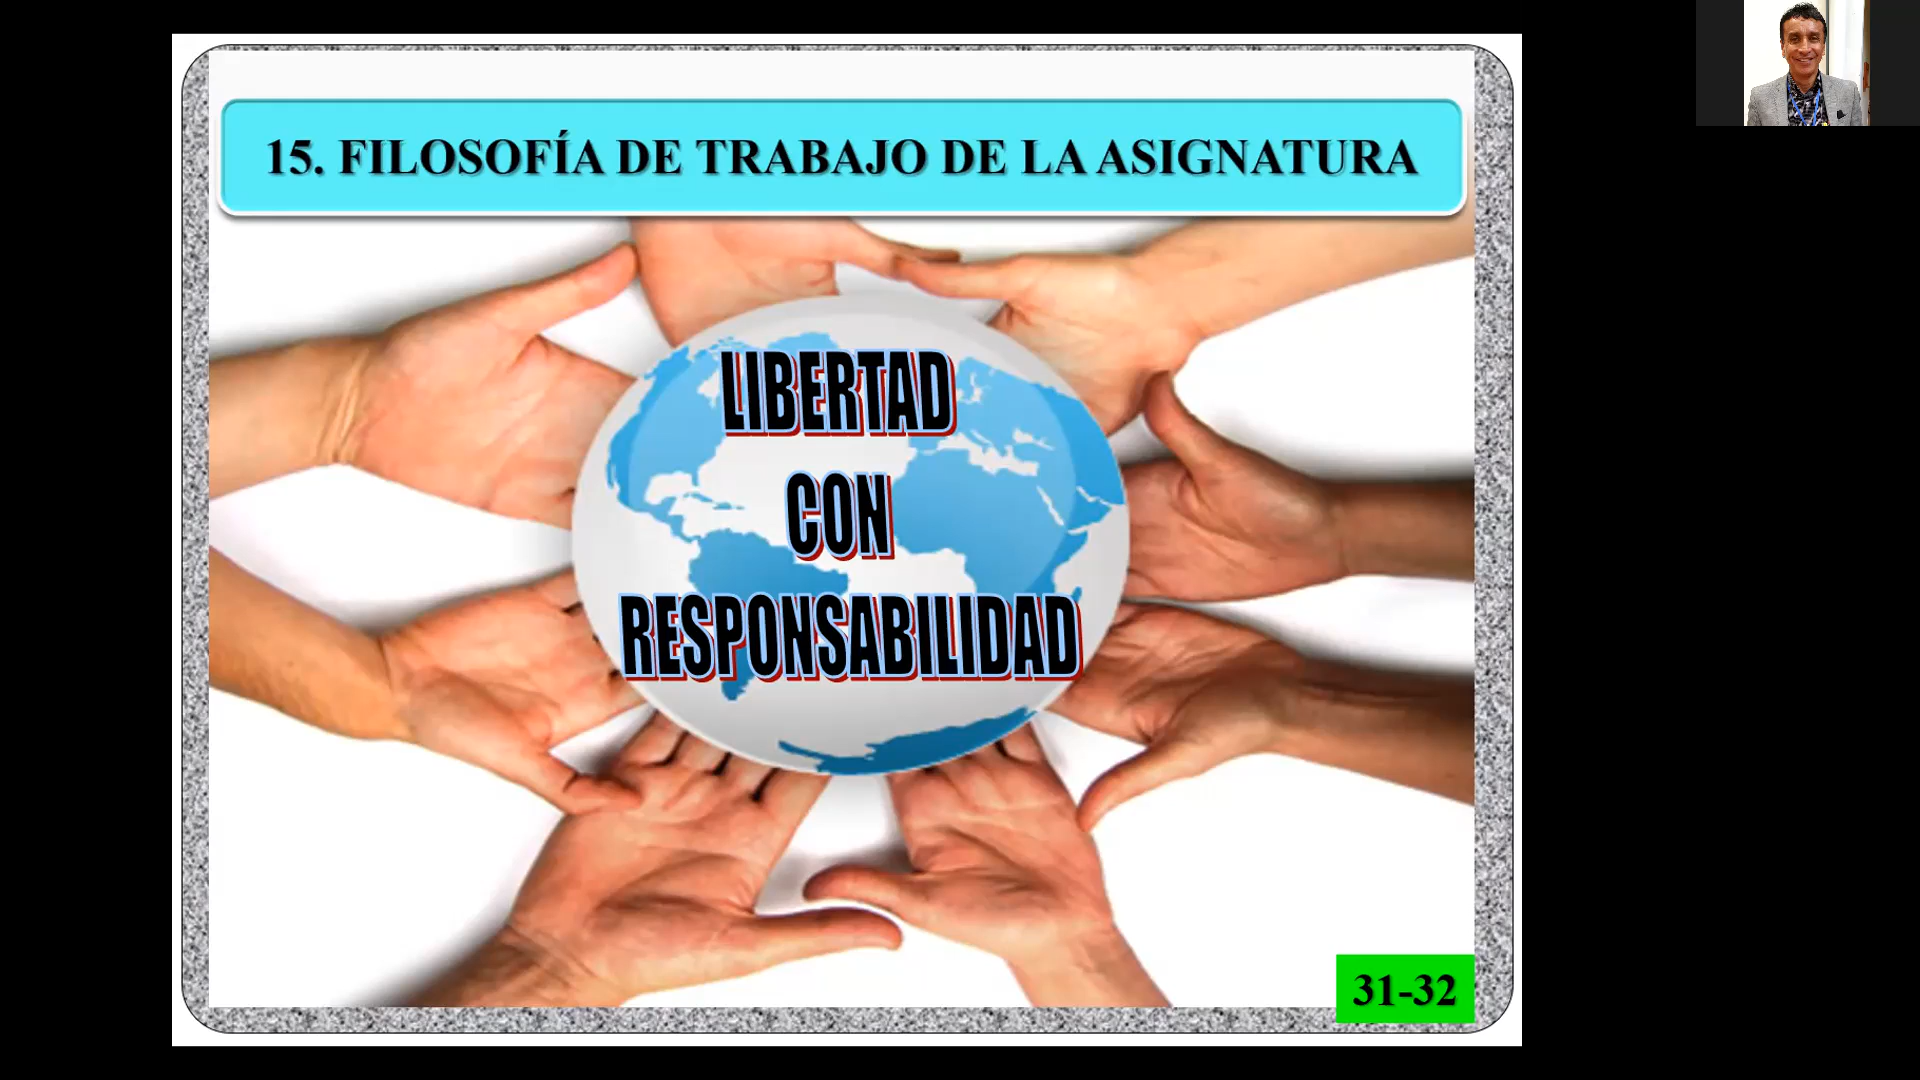 15. FILOSOFÍA DE TRABAJO DE LA ASIGNATURA
LIBERTAD
CON
RESPONSABILIDAD
31-32